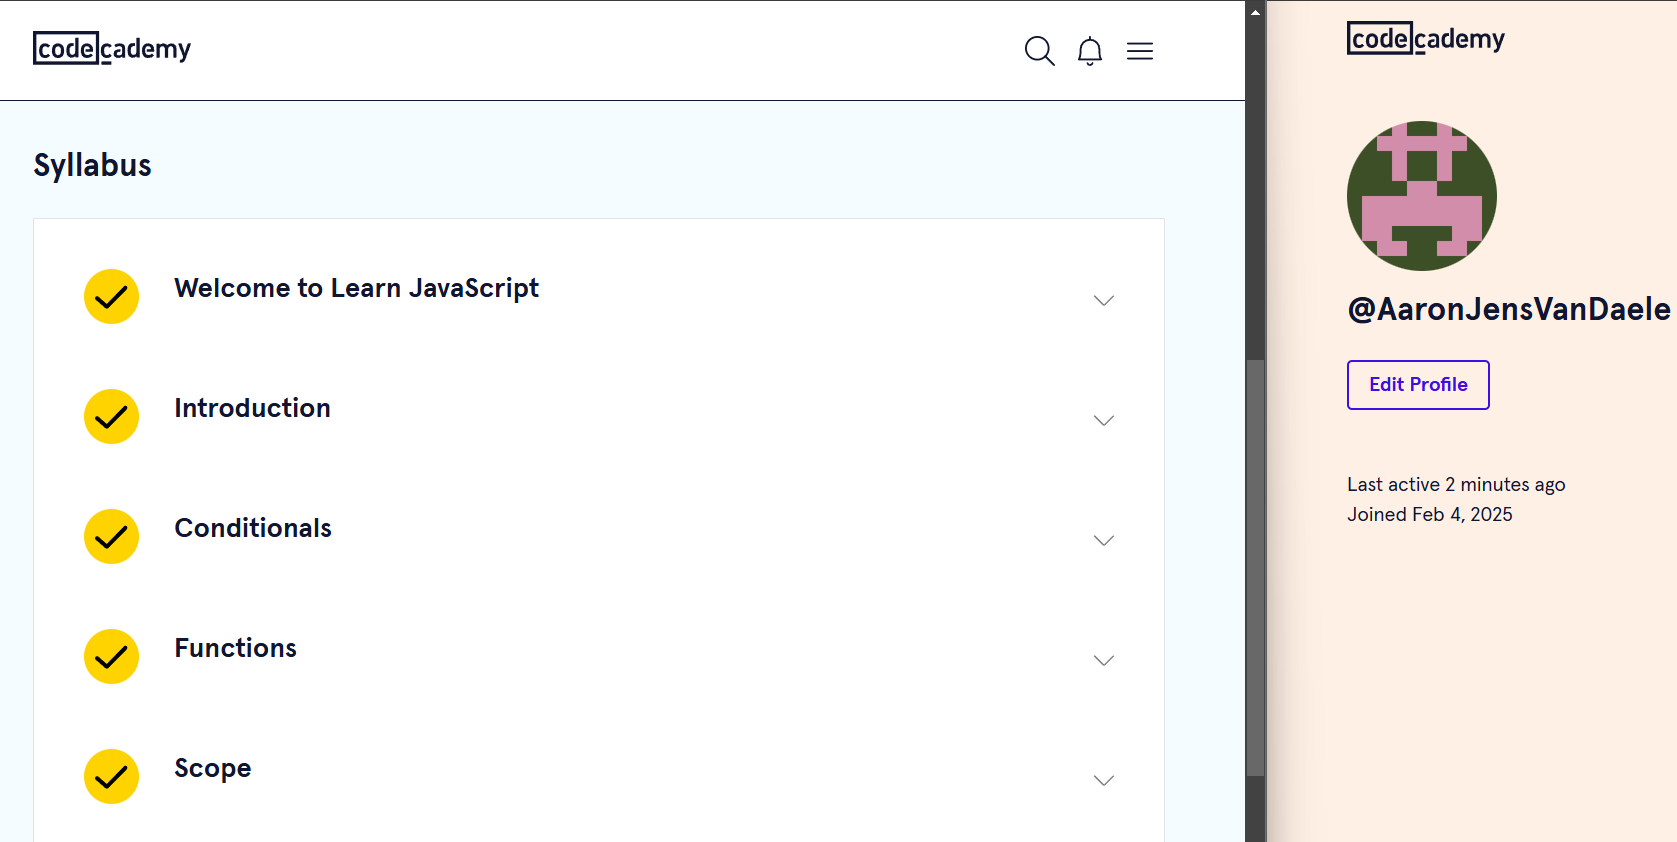 codecademy
Syllabus
Welcome to Learn JavaScript
Introduction
Conditionals
Functions
Scope
codecademy
@AaronJensVanDaele
Edit Profile
Last active 2 minutes ago
Joined Feb 4, 2025